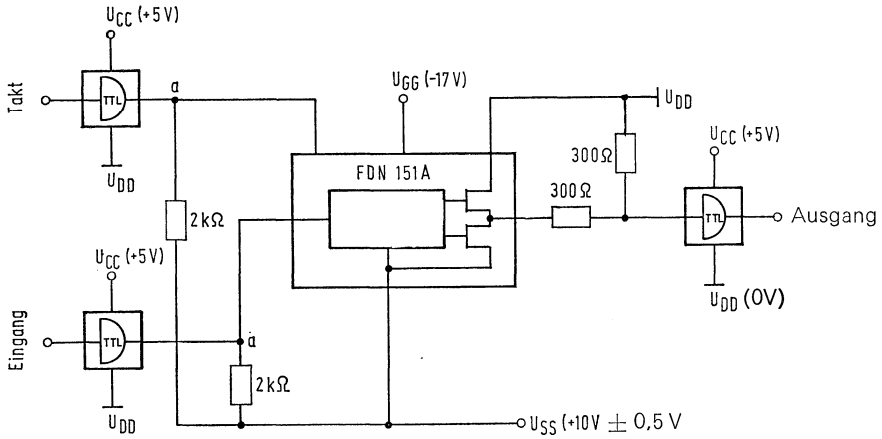 U_CC (+5V)
Takt
TTL
a
U_DD
2kΩ
U_GG (-17V)
FDN 151A
U_DD
300Ω
300Ω
U_CC (+5V)
TTL
Ausgang
U_DD (0V)
U_CC (+5V)
Eingang
TTL
a
U_DD
2kΩ
U_SS (+10V ± 0,5 V